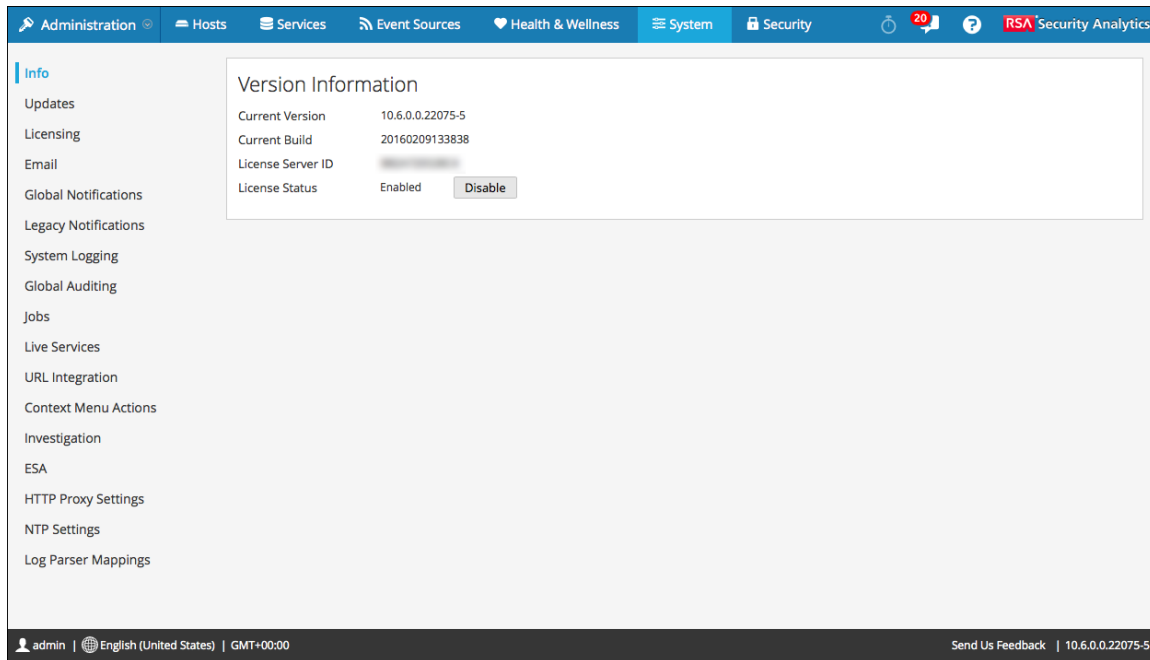 Administration Hosts Services Event Sources Health & Wellness System Security 20 ? RSA Security Analytics
Info
Updates
Licensing
Email
Global Notifications
Legacy Notifications
System Logging
Global Auditing
Jobs
Live Services
URL Integration
Context Menu Actions
Investigation
ESA
HTTP Proxy Settings
NTP Settings
Log Parser Mappings
Version Information
Current Version 10.6.0.0.22075-5
Current Build 20160209133838
License Server ID
License Status Enabled Disable
admin | English (United States) | GMT+00:00 Send Us Feedback | 10.6.0.0.22075-5